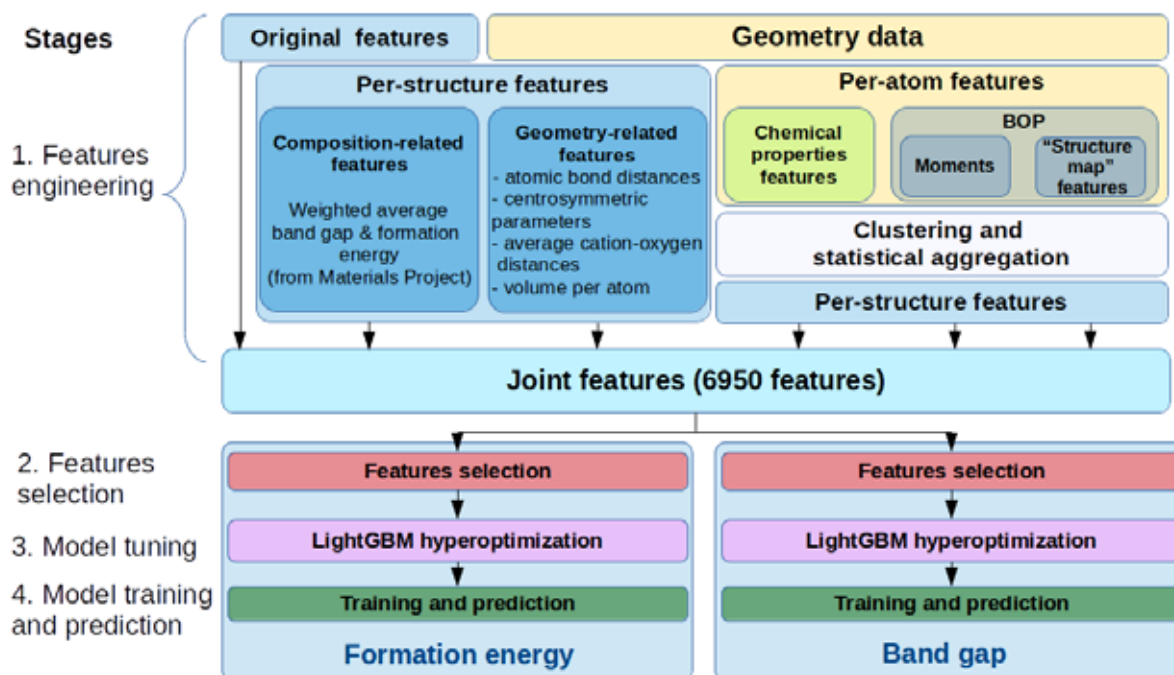 Stages
Original features
Geometry data
1. Features
engineering
Per-structure features
Composition-related
features
Weighted average
band gap & formation
energy
(from Materials Project)
Geometry-related
features
- atomic bond distances
- centrosymmetric
parameters
- average cation-oxygen
distances
- volume per atom
Per-atom features
Chemical
properties
features
BOP
Moments
“Structure
map”
features
Clustering and
statistical aggregation
Per-structure features
Joint features (6950 features)
2. Features
selection
Features selection
Features selection
3. Model tuning
LightGBM hyperoptimization
LightGBM hyperoptimization
4. Model training
and prediction
Training and prediction
Training and prediction
Formation energy
Band gap